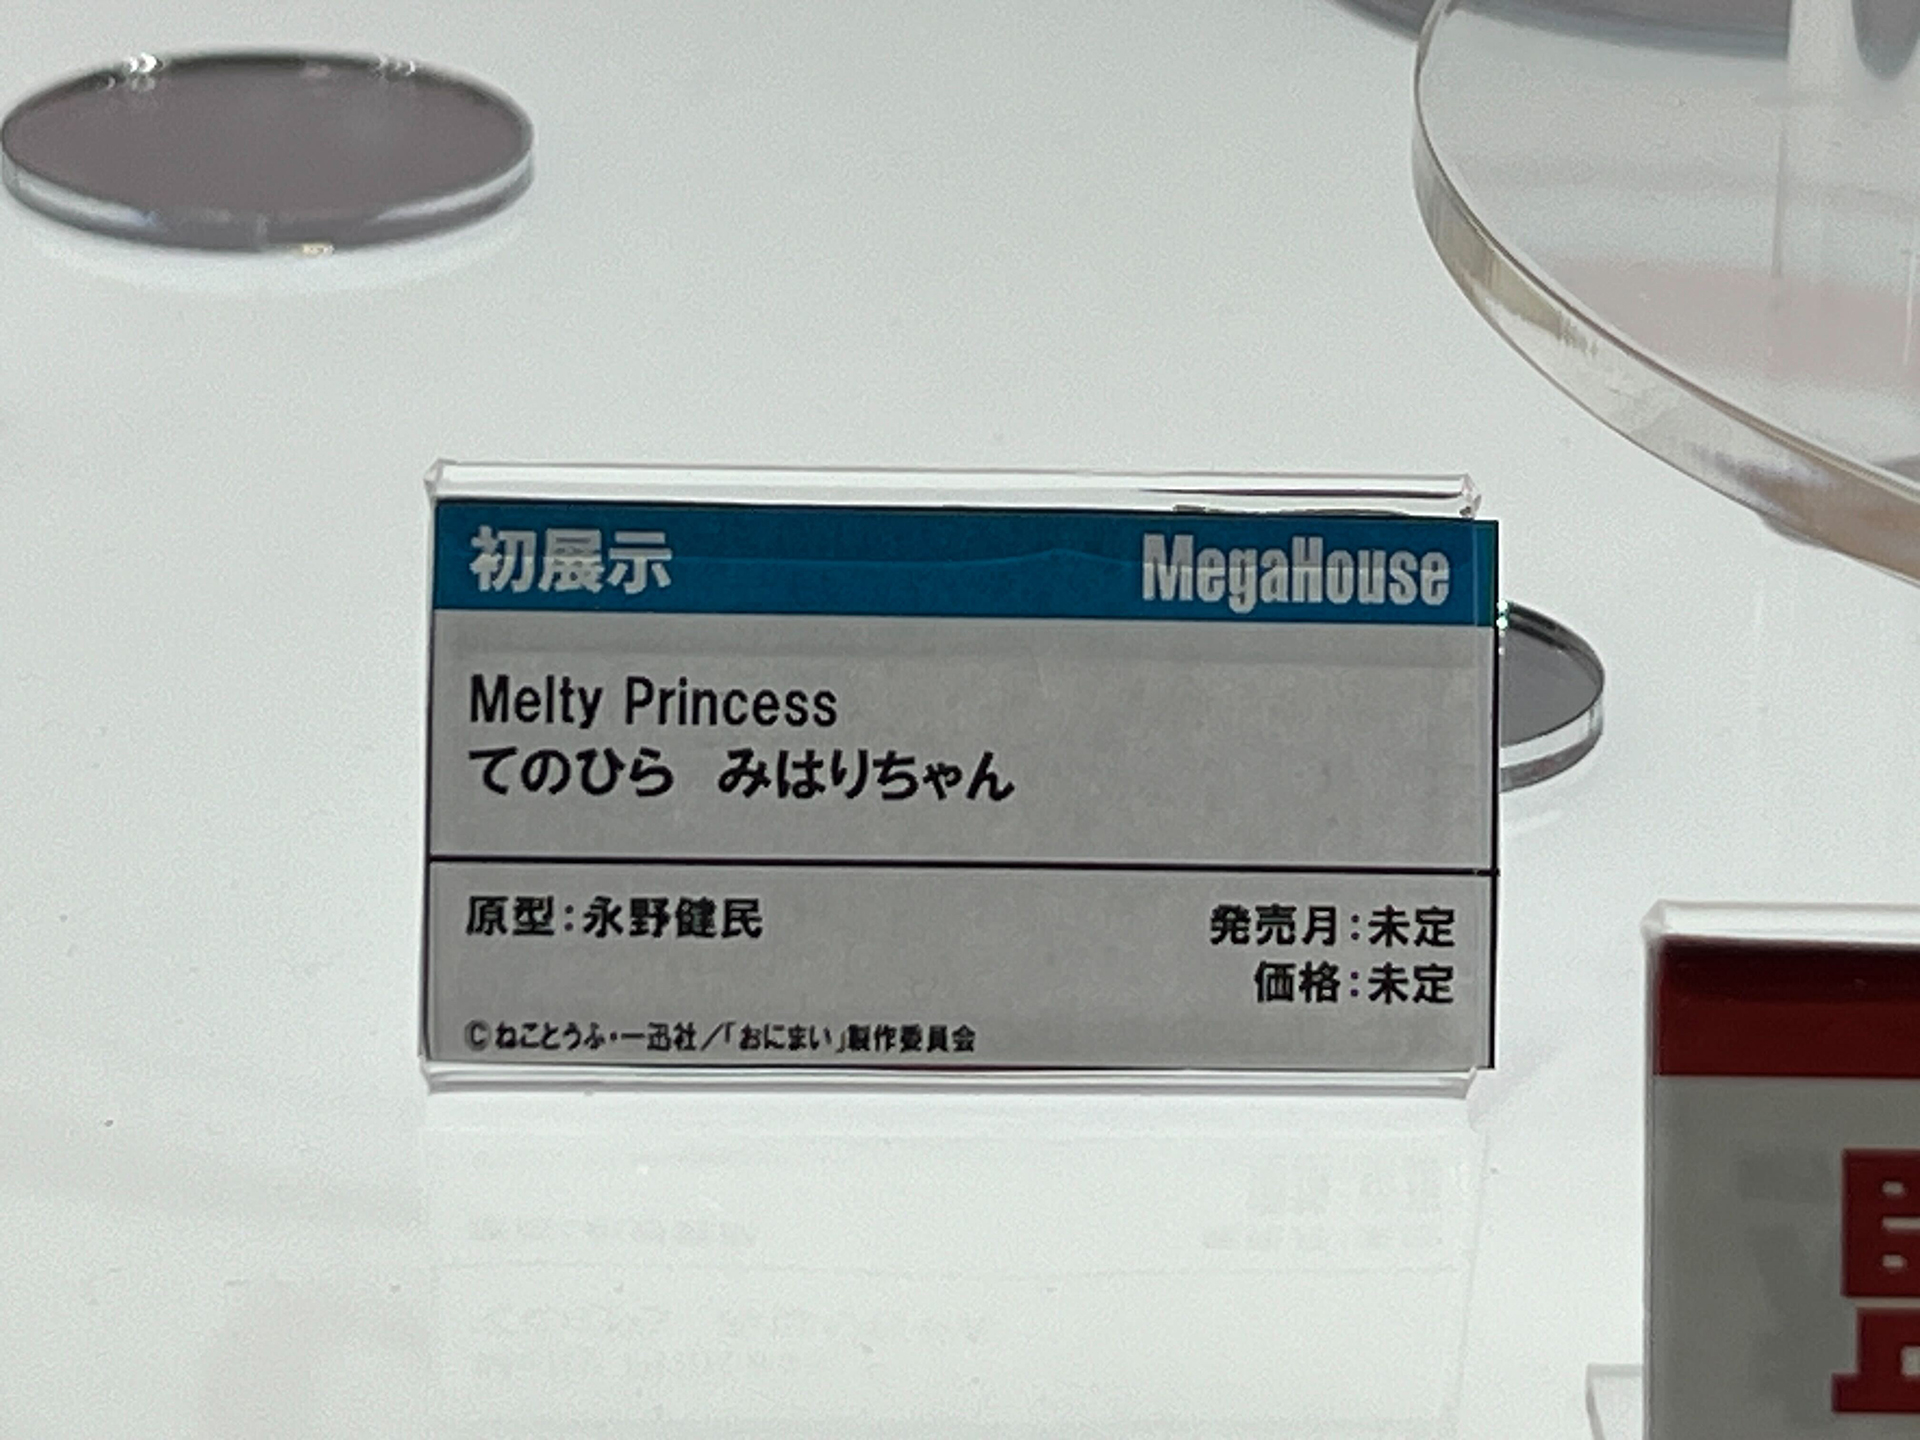 初展示 MegaHouse
Melty Princess
てのひら みはりちゃん
原型：永野健民
発売月：未定
価格：未定
©ねことうふ・一迅社／「おにまい」製作委員会